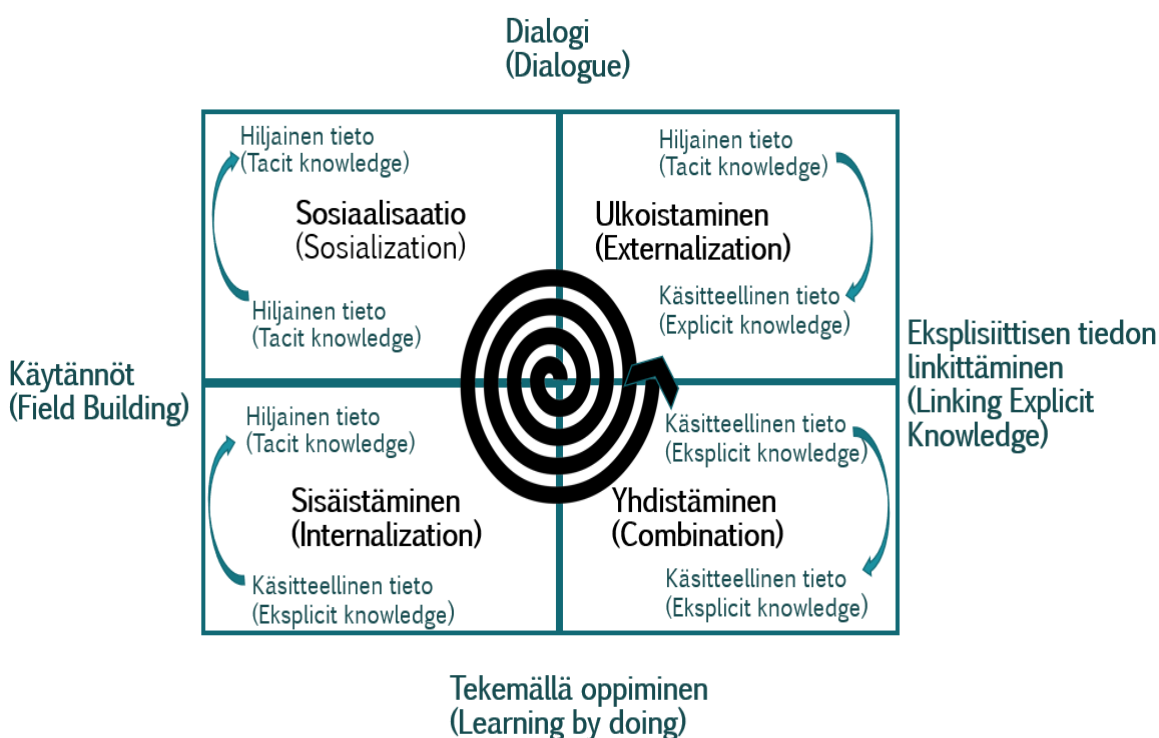 Dialogi
(Dialogue)
Hiljainen tieto
(Tacit knowledge)
Sosiaalisaatio
(Sosialization)
Hiljainen tieto
(Tacit knowledge)
Hiljainen tieto
(Tacit knowledge)
Ulkoistaminen
(Externalization)
Käsitteellinen tieto
(Explicit knowledge)
Käytännöt
(Field Building)
Eksplisiittisen tiedon
linkittäminen
(Linking Explicit
Knowledge)
Hiljainen tieto
(Tacit knowledge)
Sisäistäminen
(Internalization)
Käsitteellinen tieto
(Eksplicit knowledge)
Käsitteellinen tieto
(Eksplicit knowledge)
Yhdistäminen
(Combination)
Käsitteellinen tieto
(Eksplicit knowledge)
Tekemällä oppiminen
(Learning by doing)